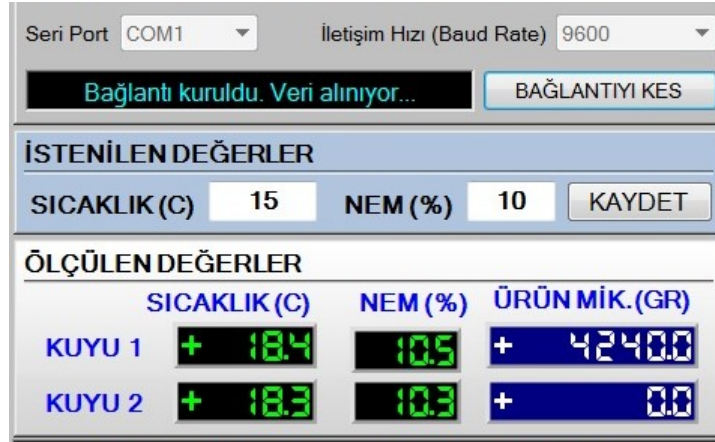 Seri Port COM1 İletişim Hızı (Baud Rate) 9600
Bağlantı kuruldu. Veri alınıyor... BAĞLANTIYI KES
İSTENİLEN DEĞERLER
SICAKLIK (C) 15 NEM (%) 10 KAYDET
ÖLÇÜLEN DEĞERLER
SICAKLIK (C) NEM (%) ÜRÜN MİK.(GR)
KUYU 1 + 18.4 10.5 + 4240.0
KUYU 2 + 18.3 10.3 + 0.0